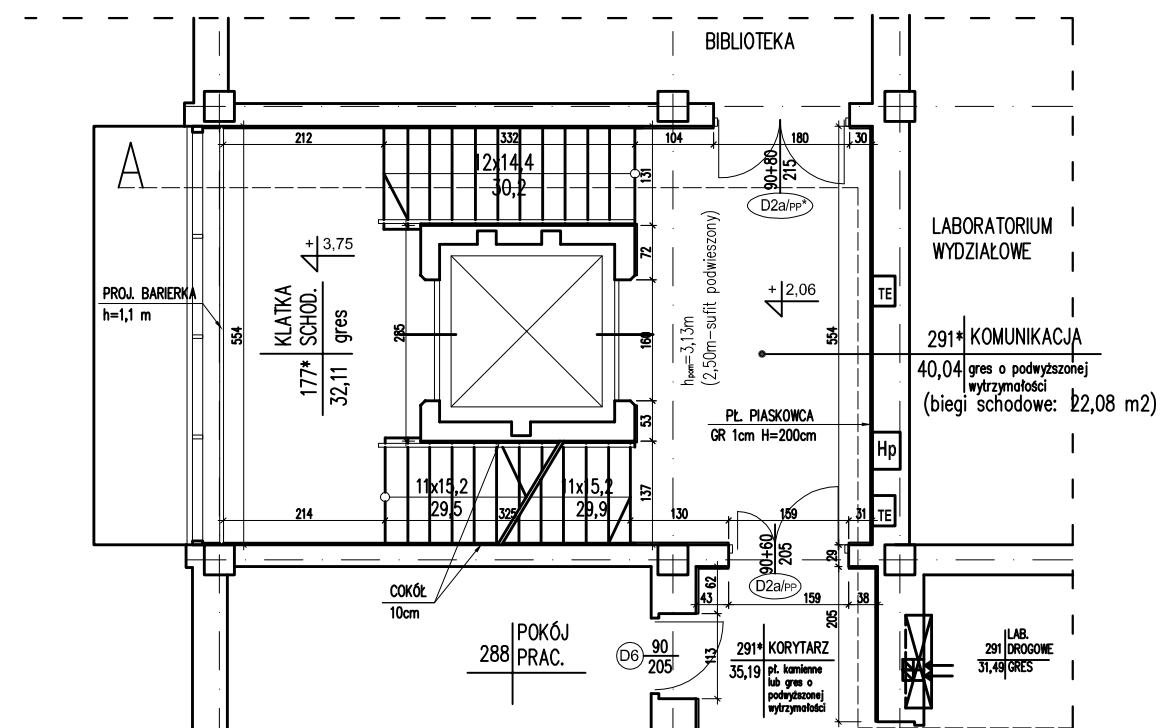 BIBLIOTEKA
A
212
332
104
180
30
12x14,4
30,2
131
90+80
215
D2a/PP*
72
+3,75
+2,06
LABORATORIUM
WYDZIAŁOWE
PROJ. BARIERKA
h=1,1 m
554
KLATKA
SCHOD.
177*
gres
32,11
285
160
hpom=3,13m
(2,50m-sufit podwieszony)
554
TE
291* KOMUNIKACJA
40,04 gres o podwyższonej
wytrzymałości
(biegi schodowe: 22,08 m2)
53
PŁ. PIASKOWCA
GR 1cm H=200cm
Hp
11x15,2
29,5
11x15,2
29,9
137
TE
214
325
130
159
31
90+60
205
29
D2a/PP
COKÓŁ
10cm
62
43
159
38
205
288 POKÓJ
PRAC.
D6
90
205
113
291* KORYTARZ
35,19 pł. kamienne
lub gres o
podwyższonej
wytrzymałości
LAB.
291 DROGOWE
31,49 GRES